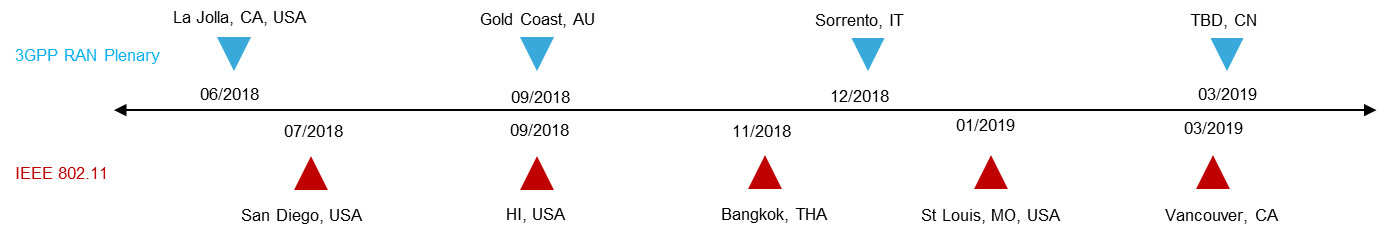 La Jolla, CA, USA
Gold Coast, AU
Sorrento, IT
TBD, CN
3GPP RAN Plenary
06/2018
09/2018
12/2018
03/2019
07/2018
09/2018
11/2018
01/2019
03/2019
IEEE 802.11
San Diego, USA
HI, USA
Bangkok, THA
St Louis, MO, USA
Vancouver, CA